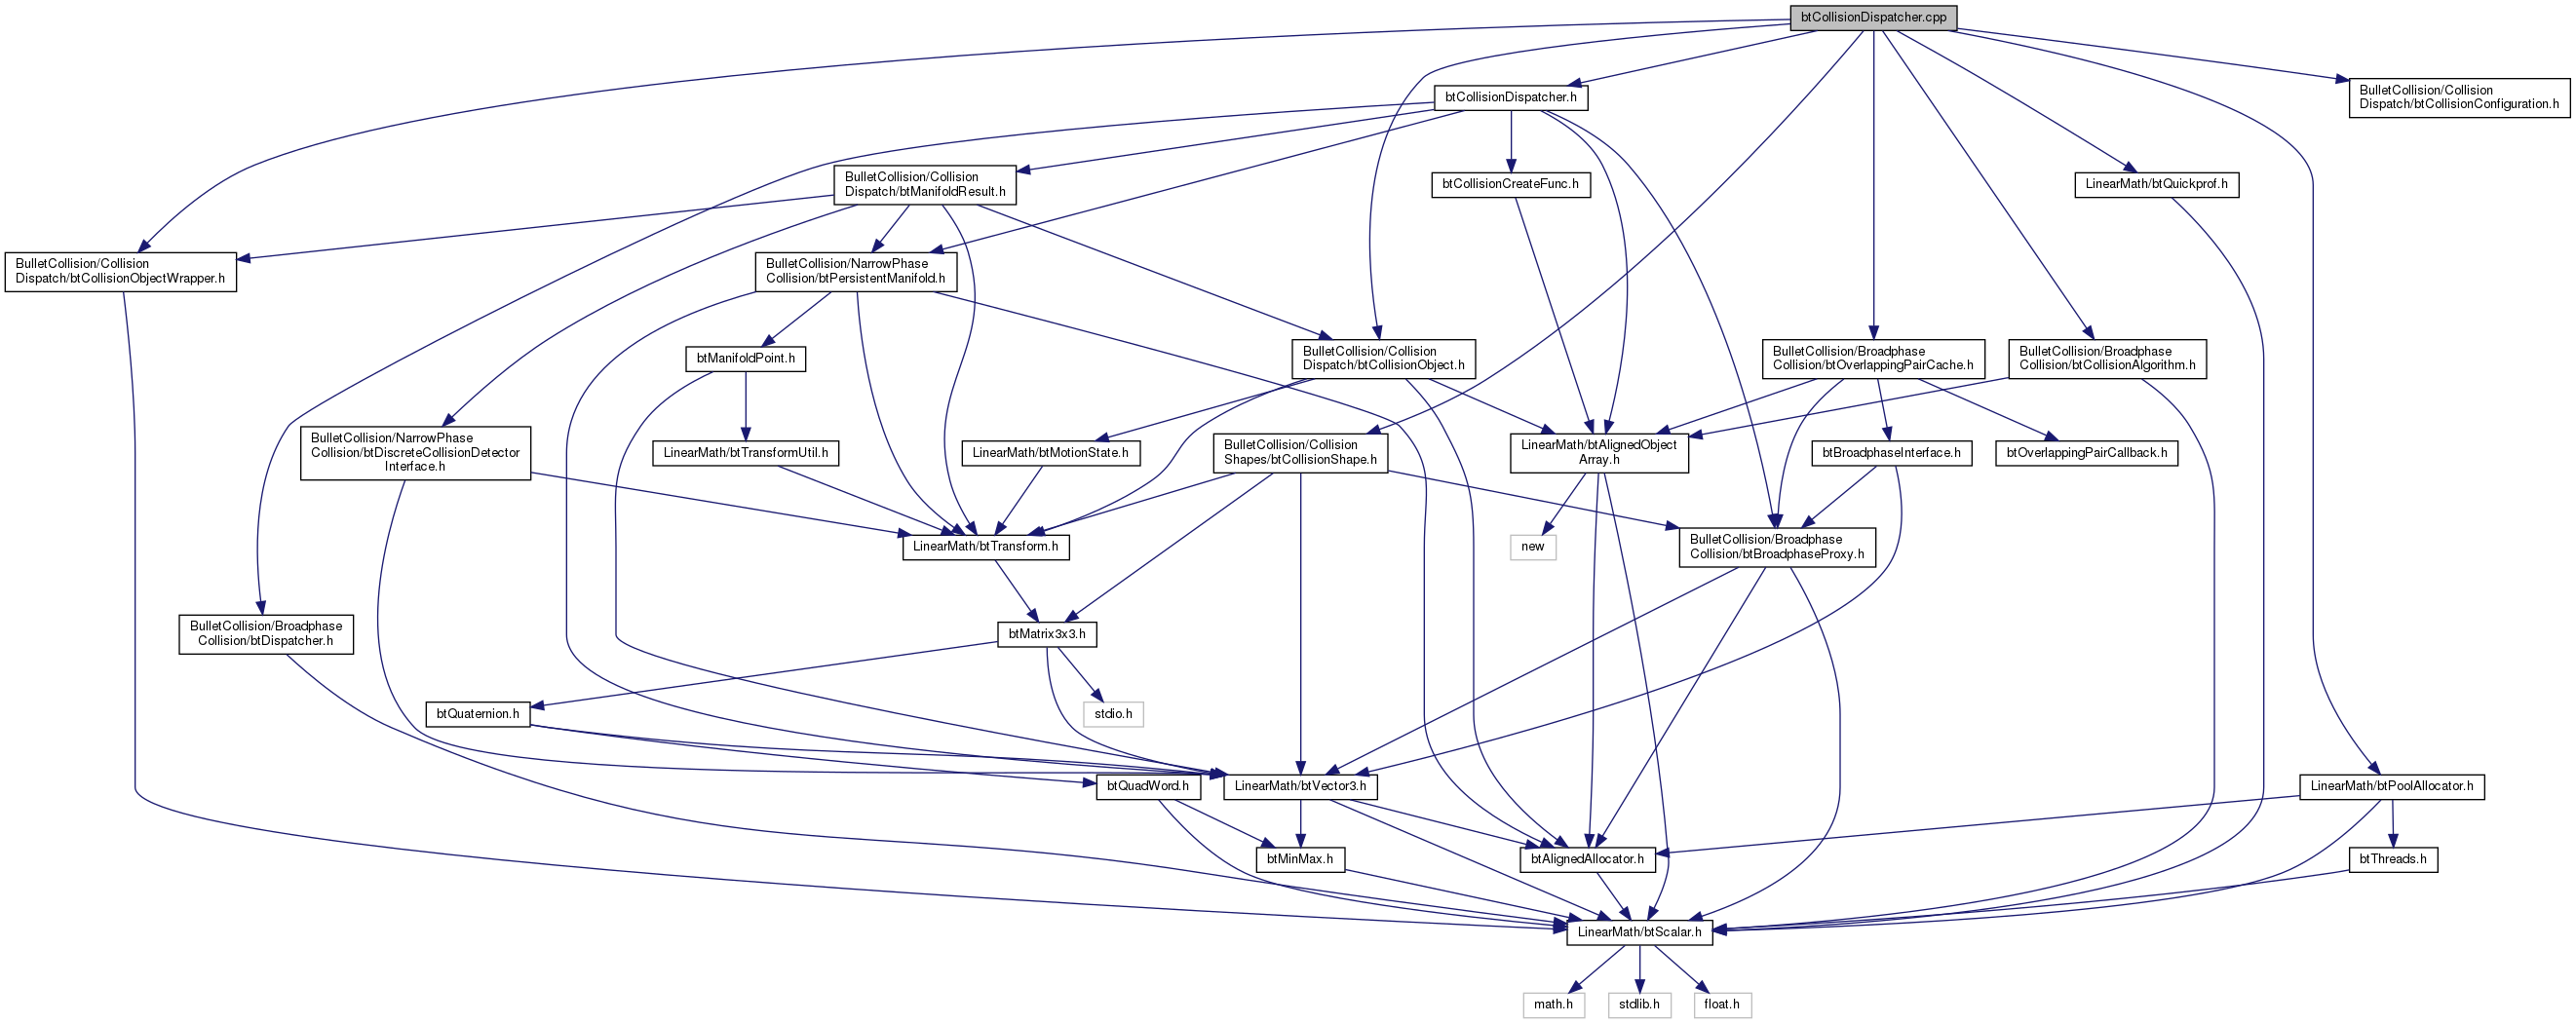 btCollisionDispatcher.cpp
btCollisionDispatcher.h
BulletCollision/Collision
Dispatch/btCollisionConfiguration.h
BulletCollision/Collision
Dispatch/btManifoldResult.h
btCollisionCreateFunc.h
LinearMath/btQuickprof.h
BulletCollision/Collision
Dispatch/btCollisionObjectWrapper.h
BulletCollision/NarrowPhase
Collision/btPersistentManifold.h
btManifoldPoint.h
BulletCollision/Collision
Dispatch/btCollisionObject.h
BulletCollision/Broadphase
Collision/btOverlappingPairCache.h
BulletCollision/Broadphase
Collision/btCollisionAlgorithm.h
BulletCollision/NarrowPhase
Collision/btDiscreteCollisionDetector
Interface.h
LinearMath/btTransformUtil.h
LinearMath/btMotionState.h
BulletCollision/Collision
Shapes/btCollisionShape.h
LinearMath/btAlignedObject
Array.h
btBroadphaseInterface.h
btOverlappingPairCallback.h
LinearMath/btTransform.h
new
BulletCollision/Broadphase
Collision/btBroadphaseProxy.h
BulletCollision/Broadphase
Collision/btDispatcher.h
btMatrix3x3.h
btQuaternion.h
stdio.h
btQuadWord.h
LinearMath/btVector3.h
LinearMath/btPoolAllocator.h
btMinMax.h
btAlignedAllocator.h
btThreads.h
LinearMath/btScalar.h
math.h
stdlib.h
float.h